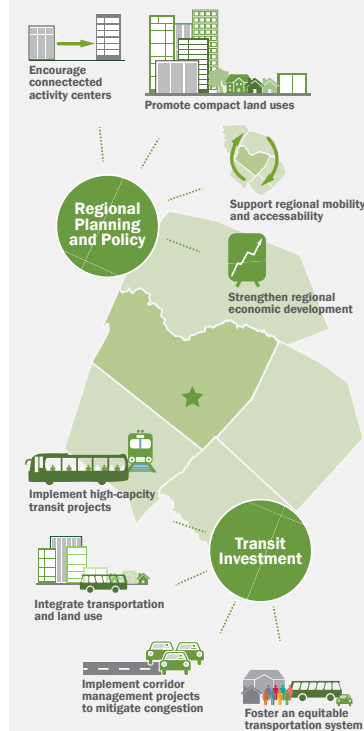 Encourage
connectected
activity centers
Promote compact land uses
Regional
Planning
and Policy
Support regional mobility
and accessability
Strengthen regional
economic development
Implement high-capcity
transit projects
Transit
Investment
Integrate transportation
and land use
Implement corridor
management projects
to mitigate congestion
Foster an equitable
transportation system